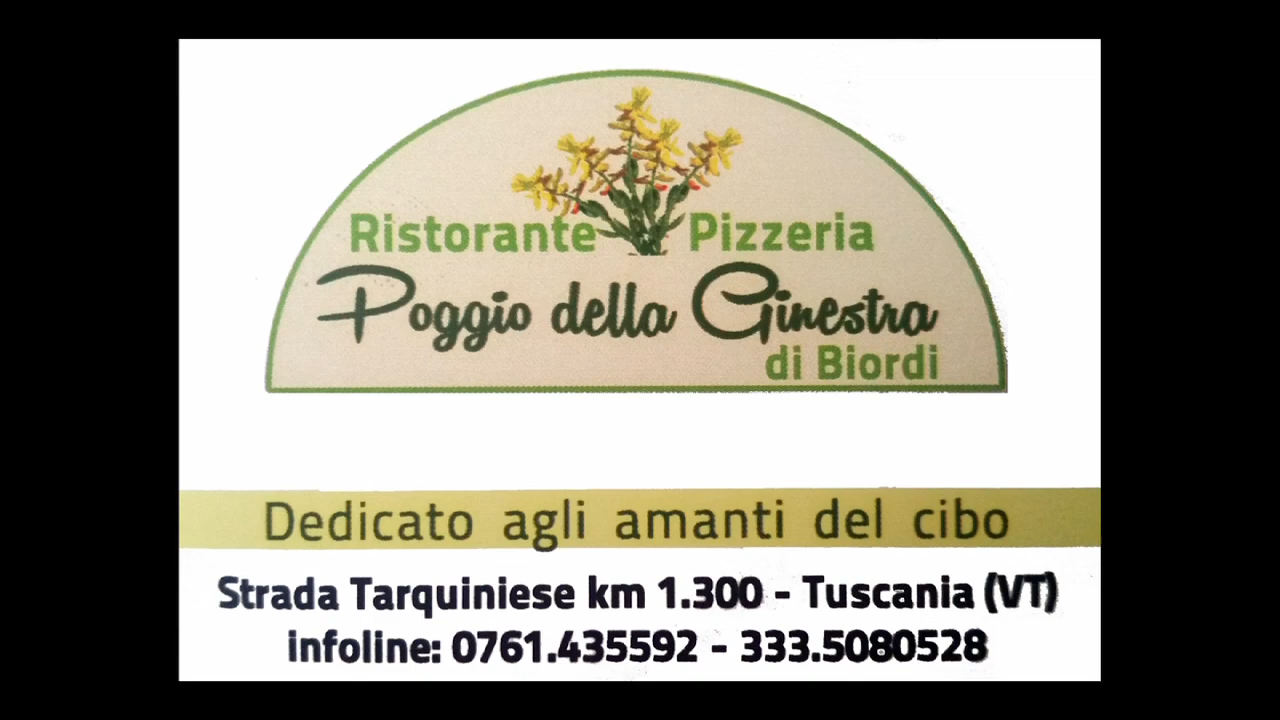 Ristorante Pizzeria
Poggio della Ginestra
di Biordi
Dedicato agli amanti del cibo
Strada Tarquiniese km 1.300 - Tuscania (VT)
infoline: 0761.435592 - 333.5080528